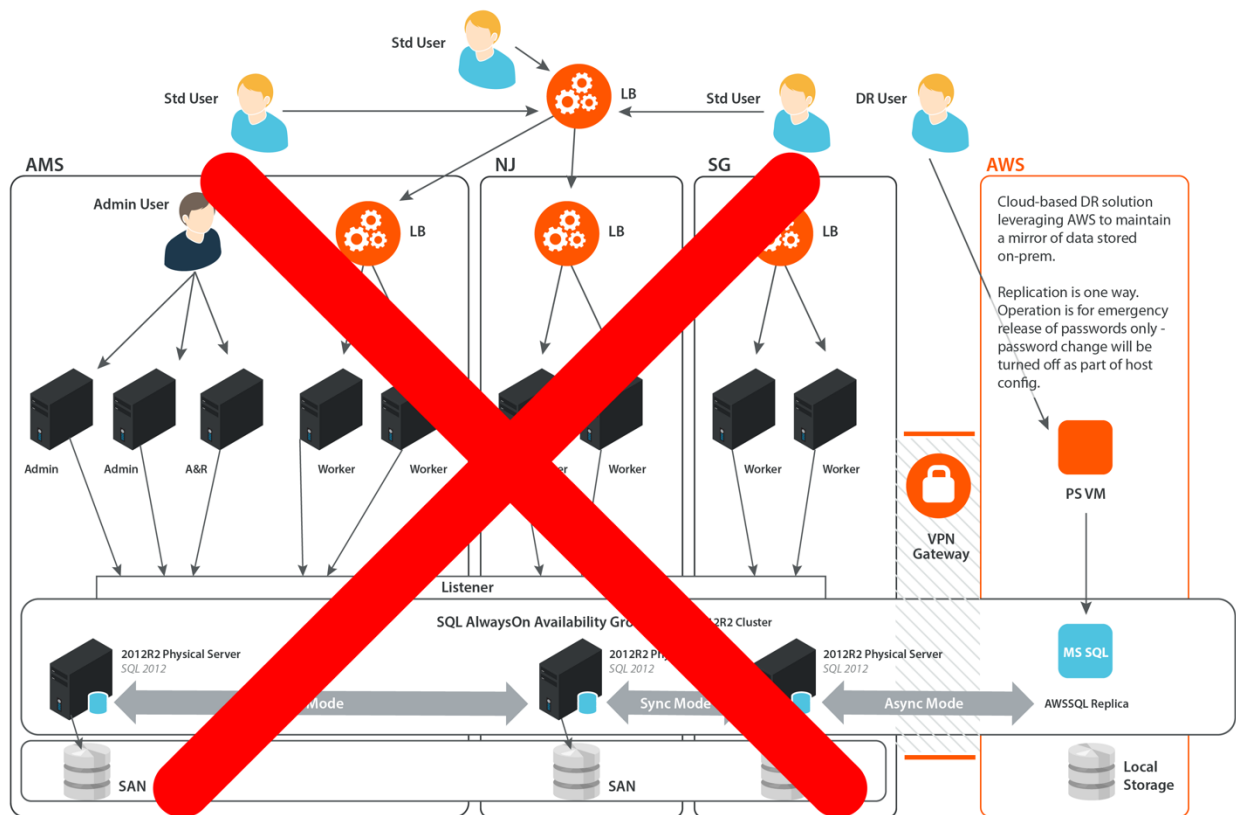 Std User
LB
Std User
Std User
DR User
AMS
NJ
SG
AWS
Admin User
LB
LB
LB
Cloud-based DR solution
leveraging AWS to maintain
a mirror of data stored
on-prem.
Replication is one way.
Operation is for emergency
release of passwords only -
password change will be
turned off as part of host
config.
Admin
Admin
A&R
Worker
Worker
Worker
Worker
Worker
PS VM
VPN
Gateway
Listener
SQL AlwaysOn Availability
Cluster
2012R2 Physical Server
SQL 2012
2012R2
SQL 2012
2012R2 Physical Server
SQL 2012
MS SQL
Mode
Sync Mode
Async Mode
AWSSQL Replica
SAN
SAN
Local
Storage